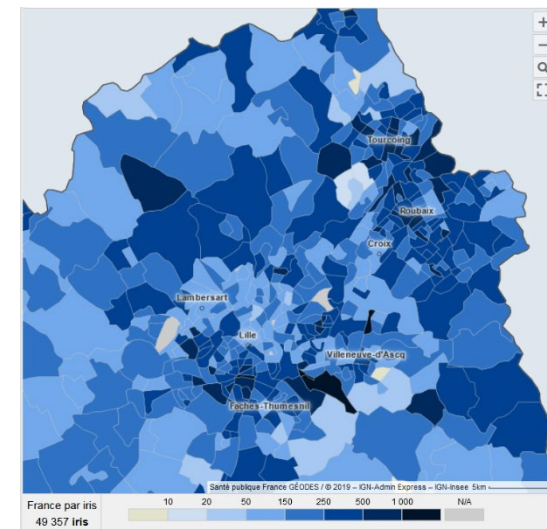 +
−
Tourcoing
Roubaix
Croix
Lambersart
Lille
Villeneuve-d'Ascq
Faches-Thumesnil
Santé publique France GÉODES / © 2019 – IGN-Admin Express – IGN-Insee 5km
France par iris
49 357 iris
10 20 50 150 250 500 1 000 N/A